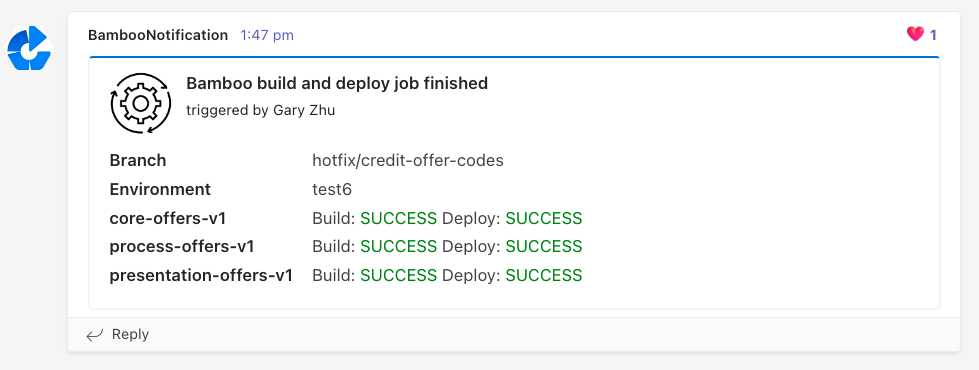 BambooNotification 1:47 pm 1
Bamboo build and deploy job finished
triggered by Gary Zhu
Branch hotfix/credit-offer-codes
Environment test6
core-offers-v1 Build: SUCCESS Deploy: SUCCESS
process-offers-v1 Build: SUCCESS Deploy: SUCCESS
presentation-offers-v1 Build: SUCCESS Deploy: SUCCESS
Reply